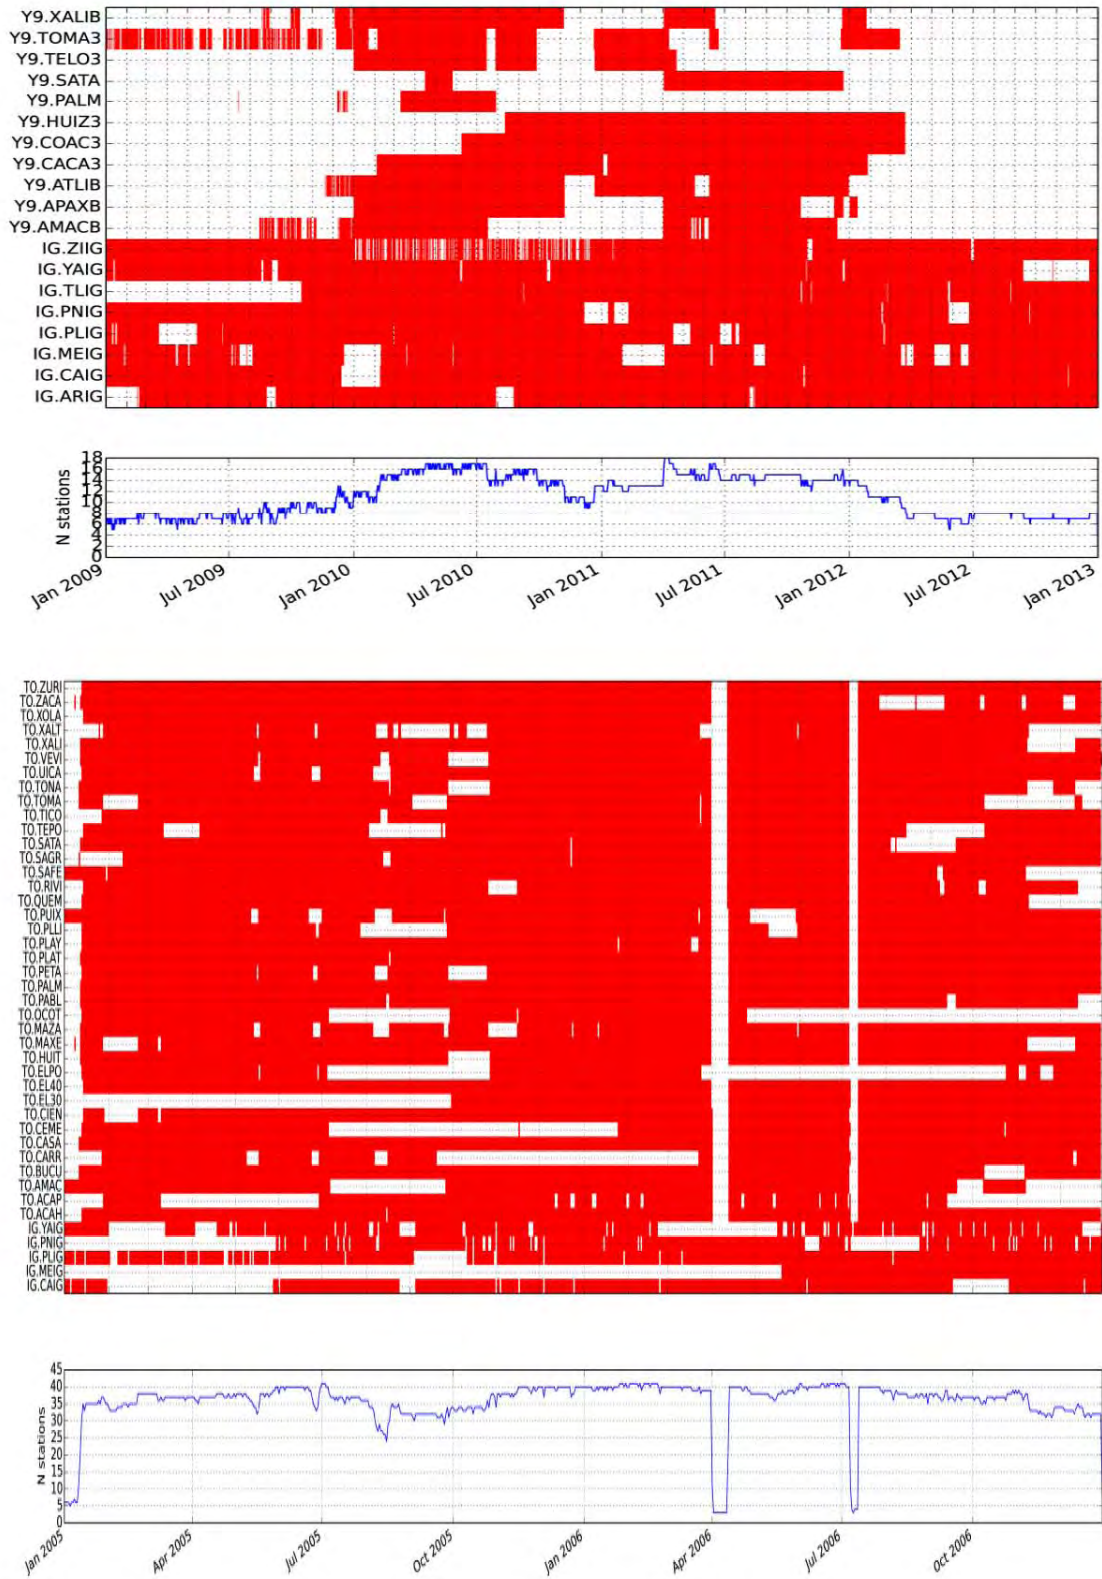 Y9.XALIB
Y9.TOMA3
Y9.TELO3
Y9.SATA
Y9.PALM
Y9.HUIZ3
Y9.COAC3
Y9.CACA3
Y9.ATLIB
Y9.APAXB
Y9.AMACB
IG.ZIIG
IG.YAIG
IG.TLIG
IG.PNIG
IG.PLIG
IG.MEIG
IG.CAIG
IG.ARIG
N stations
18
16
14
12
10
8
6
4
2
0
Jan 2009
Jul 2009
Jan 2010
Jul 2010
Jan 2011
Jul 2011
Jan 2012
Jul 2012
Jan 2013
TO.ZURI
TO.ZACA
TO.XOLA
TO.XALT
TO.XALI
TO.VEVI
TO.UICA
TO.TONA
TO.TOMA
TO.TICO
TO.TEPO
TO.SATA
TO.SAGR
TO.SAFE
TO.RIVI
TO.QUEM
TO.PUIX
TO.PLLI
TO.PLAY
TO.PLAT
TO.PETA
TO.PALM
TO.PABL
TO.OCOT
TO.MAZA
TO.MAXE
TO.HUIT
TO.ELPO
TO.EL40
TO.EL30
TO.CIEN
TO.CEME
TO.CASA
TO.CARR
TO.BUCU
TO.AMAC
TO.ACAP
TO.ACAH
IG.YAIG
IG.PNIG
IG.PLIG
IG.MEIG
IG.CAIG
N stations
45
40
35
30
25
20
15
10
5
0
Jan 2005
Apr 2005
Jul 2005
Oct 2005
Jan 2006
Apr 2006
Jul 2006
Oct 2006